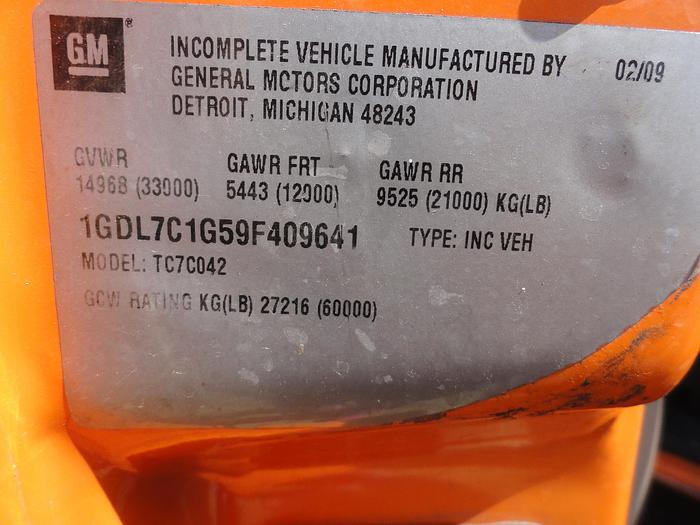 GM
INCOMPLETE VEHICLE MANUFACTURED BY 02/09
GENERAL MOTORS CORPORATION
DETROIT, MICHIGAN 48243
GVWR GAWR FRT GAWR RR
14968 (33000) 5443 (12000) 9525 (21000) KG(LB)
1GDL7C1G59F409641 TYPE: INC VEH
MODEL: TC7C042
GCW RATING KG(LB) 27216 (60000)